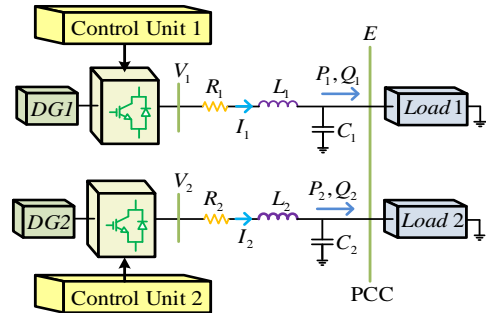 Control Unit 1
E
V₁
R₁
L₁
P₁, Q₁
DG1
I₁
C₁
Load 1
V₂
R₂
L₂
P₂, Q₂
DG2
I₂
C₂
Load 2
Control Unit 2
PCC